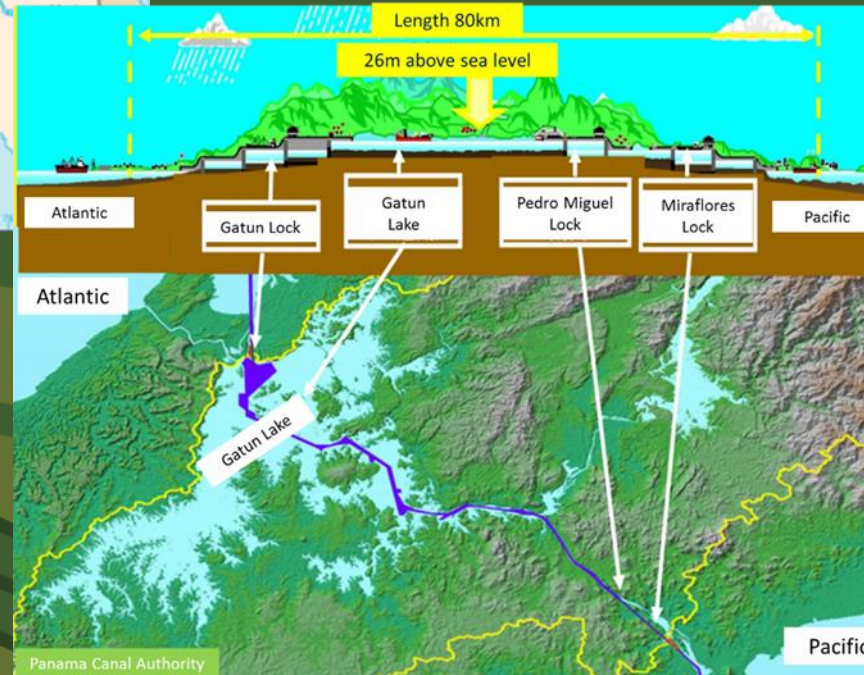 Length 80km
26m above sea level
Atlantic
Gatun Lock
Gatun
Lake
Pedro Miguel
Lock
Miraflores
Lock
Pacific
Atlantic
Gatun Lake
Pacific
Panama Canal Authority